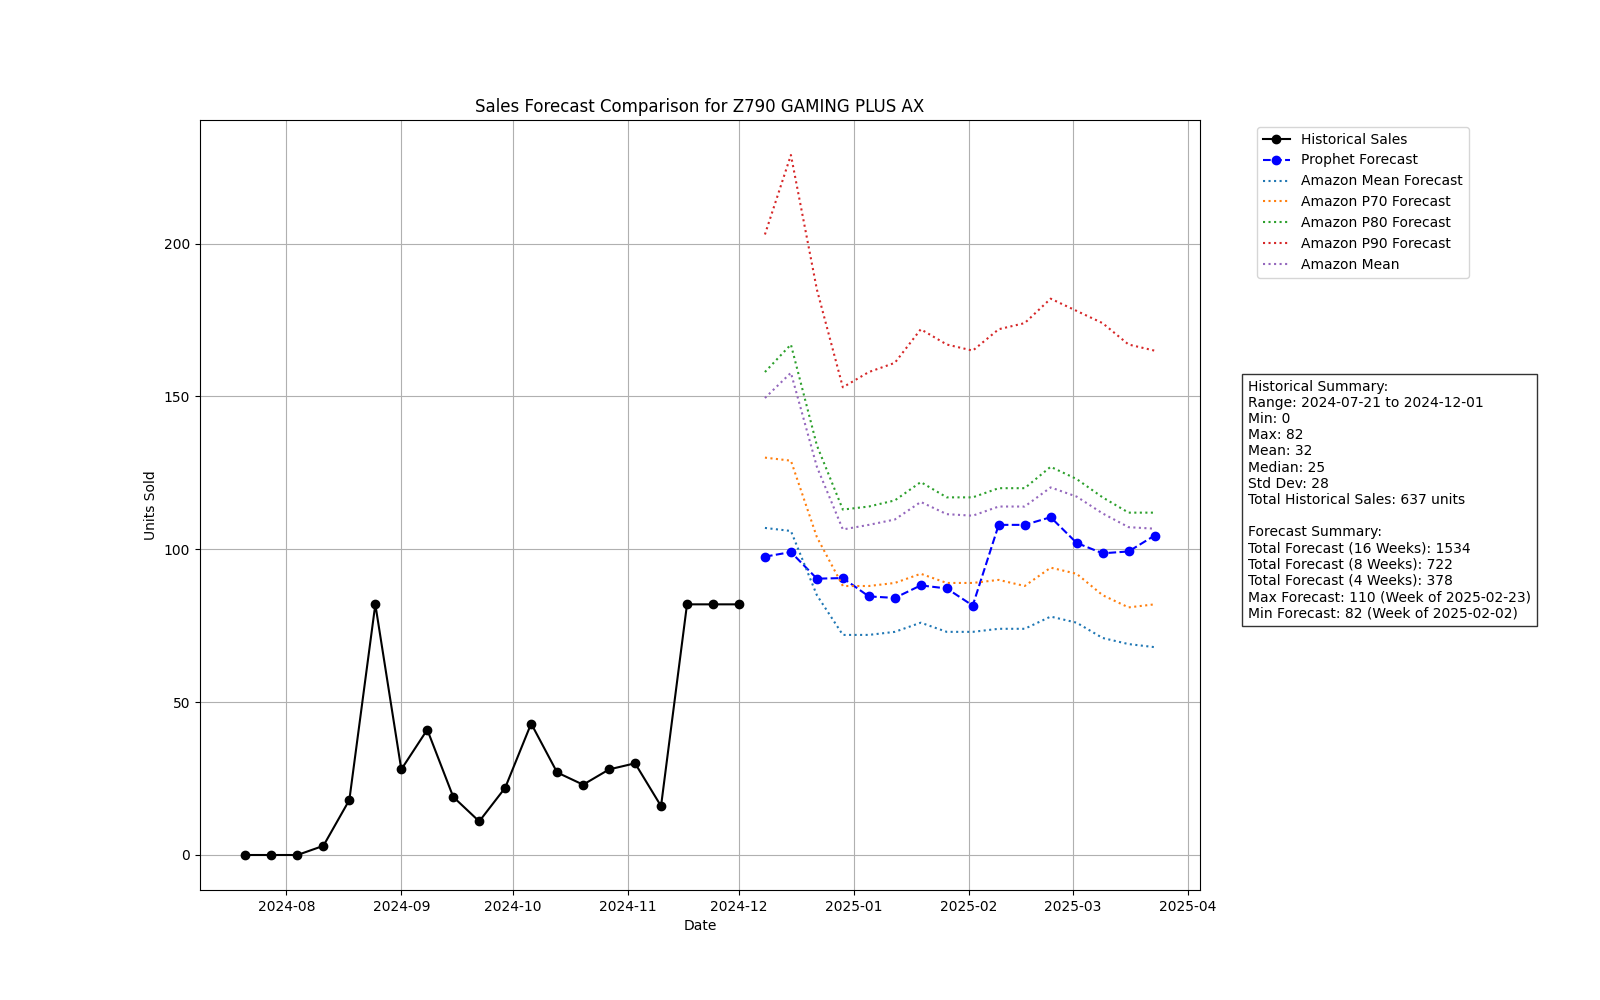 Sales Forecast Comparison for Z790 GAMING PLUS AX
Historical Sales
Prophet Forecast
Amazon Mean Forecast
Amazon P70 Forecast
Amazon P80 Forecast
Amazon P90 Forecast
Amazon Mean
200
150
100
50
0
Units Sold
2024-08
2024-09
2024-10
2024-11
2024-12
2025-01
2025-02
2025-03
2025-04
Date
Historical Summary:
Range: 2024-07-21 to 2024-12-01
Min: 0
Max: 82
Mean: 32
Median: 25
Std Dev: 28
Total Historical Sales: 637 units
Forecast Summary:
Total Forecast (16 Weeks): 1534
Total Forecast (8 Weeks): 722
Total Forecast (4 Weeks): 378
Max Forecast: 110 (Week of 2025-02-23)
Min Forecast: 82 (Week of 2025-02-02)